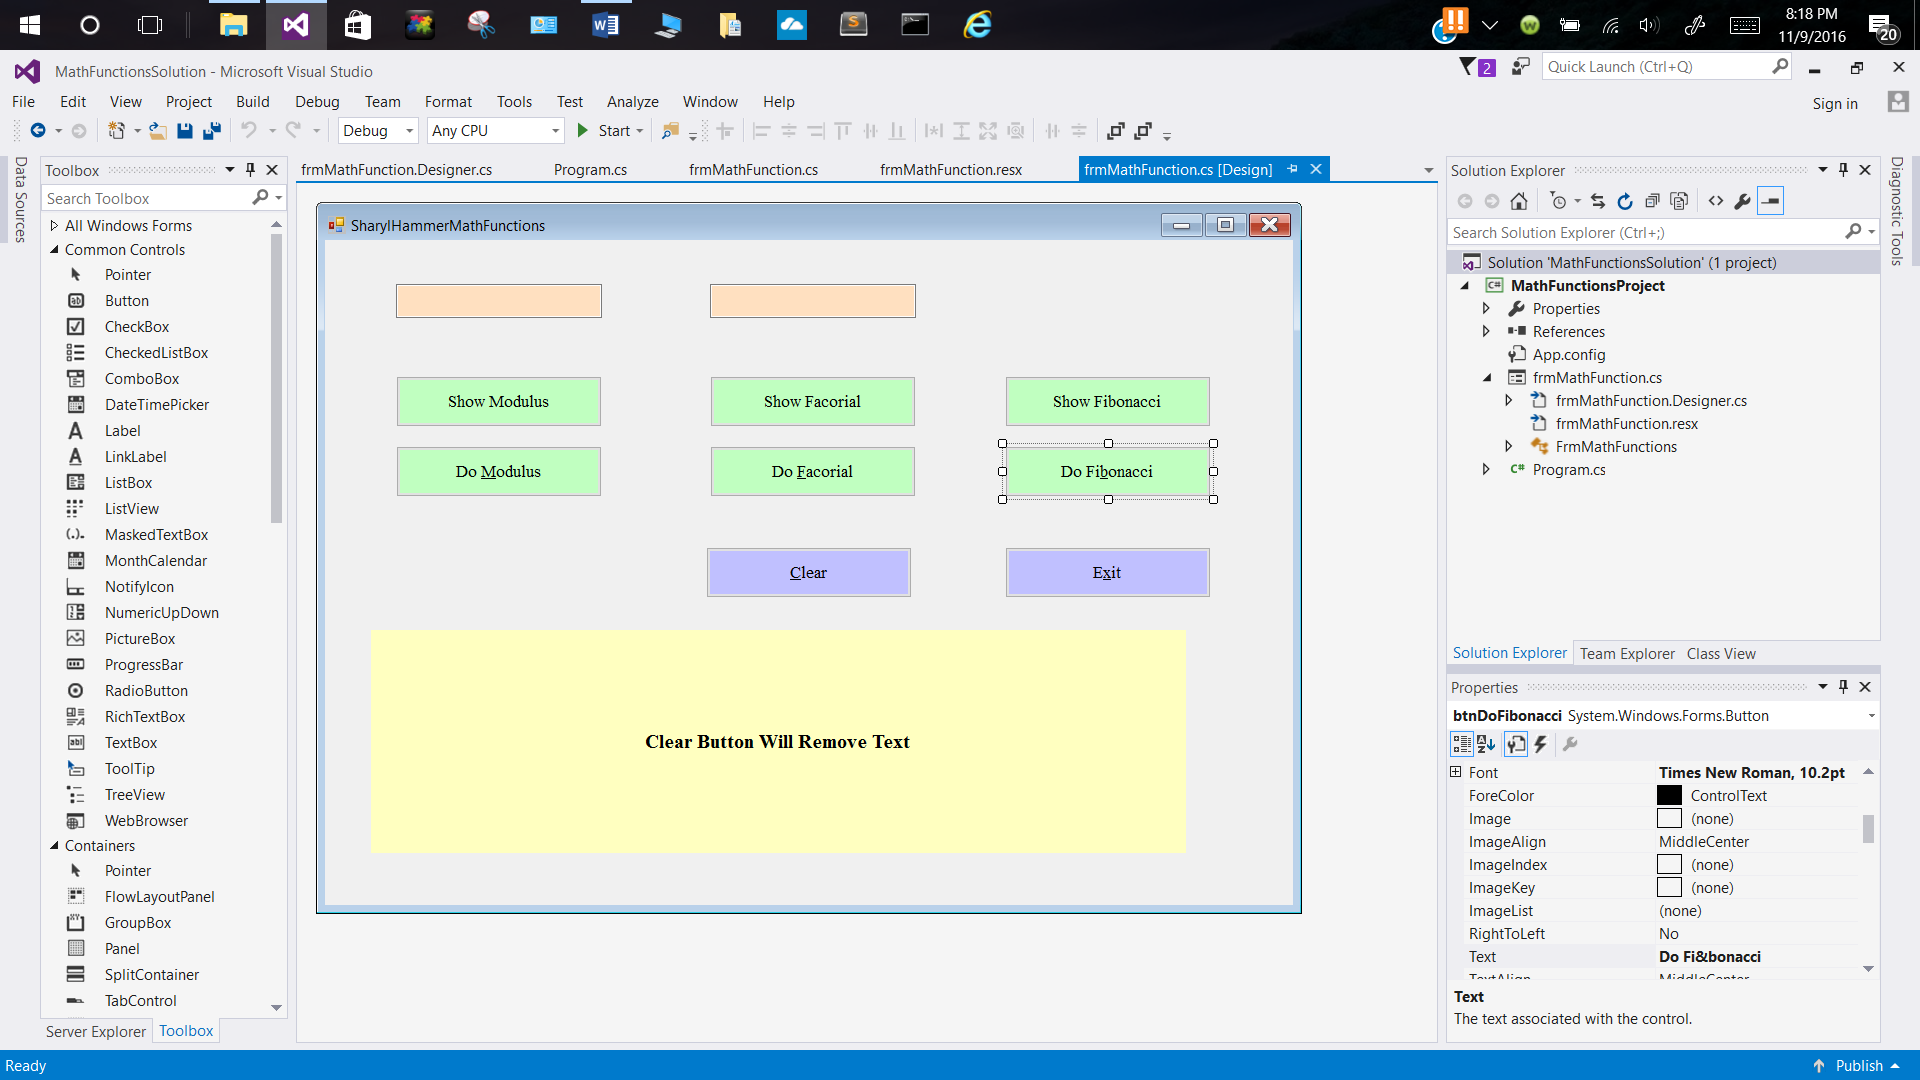 8:18 PM
11/9/2016
20
MathFunctionsSolution - Microsoft Visual Studio
2
Quick Launch (Ctrl+Q)
File Edit View Project Build Debug Team Format Tools Test Analyze Window Help
Sign in
Debug Any CPU Start
Data Sources
Toolbox
Search Toolbox
All Windows Forms
Common Controls
Pointer
Button
CheckBox
CheckedListBox
ComboBox
DateTimePicker
Label
LinkLabel
ListBox
ListView
MaskedTextBox
MonthCalendar
NotifyIcon
NumericUpDown
PictureBox
ProgressBar
RadioButton
RichTextBox
TextBox
ToolTip
TreeView
WebBrowser
Containers
Pointer
FlowLayoutPanel
GroupBox
Panel
SplitContainer
TabControl
Server Explorer Toolbox
frmMathFunction.Designer.cs Program.cs frmMathFunction.cs frmMathFunction.resx frmMathFunction.cs [Design]
SharylHammerMathFunctions
Show Modulus Show Facorial Show Fibonacci
Do Modulus Do Facorial Do Fibonacci
Clear Exit
Clear Button Will Remove Text
Solution Explorer
Search Solution Explorer (Ctrl+;)
Solution 'MathFunctionsSolution' (1 project)
C# MathFunctionsProject
Properties
References
App.config
frmMathFunction.cs
frmMathFunction.Designer.cs
frmMathFunction.resx
FrmMathFunctions
C# Program.cs
Solution Explorer Team Explorer Class View
Properties
btnDoFibonacci System.Windows.Forms.Button
Font Times New Roman, 10.2pt
ForeColor ControlText
Image (none)
ImageAlign MiddleCenter
ImageIndex (none)
ImageKey (none)
ImageList (none)
RightToLeft No
Text Do Fi&bonacci
TextAlign MiddleCenter
Text
The text associated with the control.
Diagnostic Tools
Ready
Publish